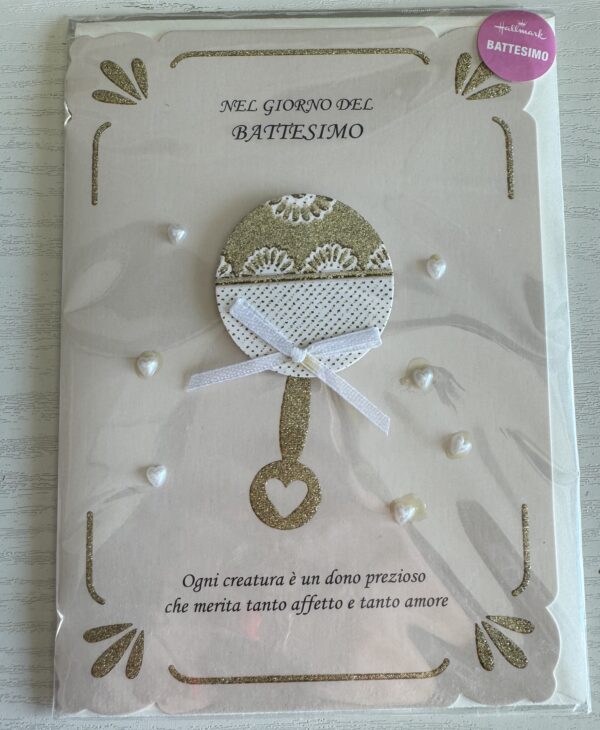 Hallmark
BATTESIMO
NEL GIORNO DEL
BATTESIMO
Ogni creatura è un dono prezioso
che merita tanto affetto e tanto amore